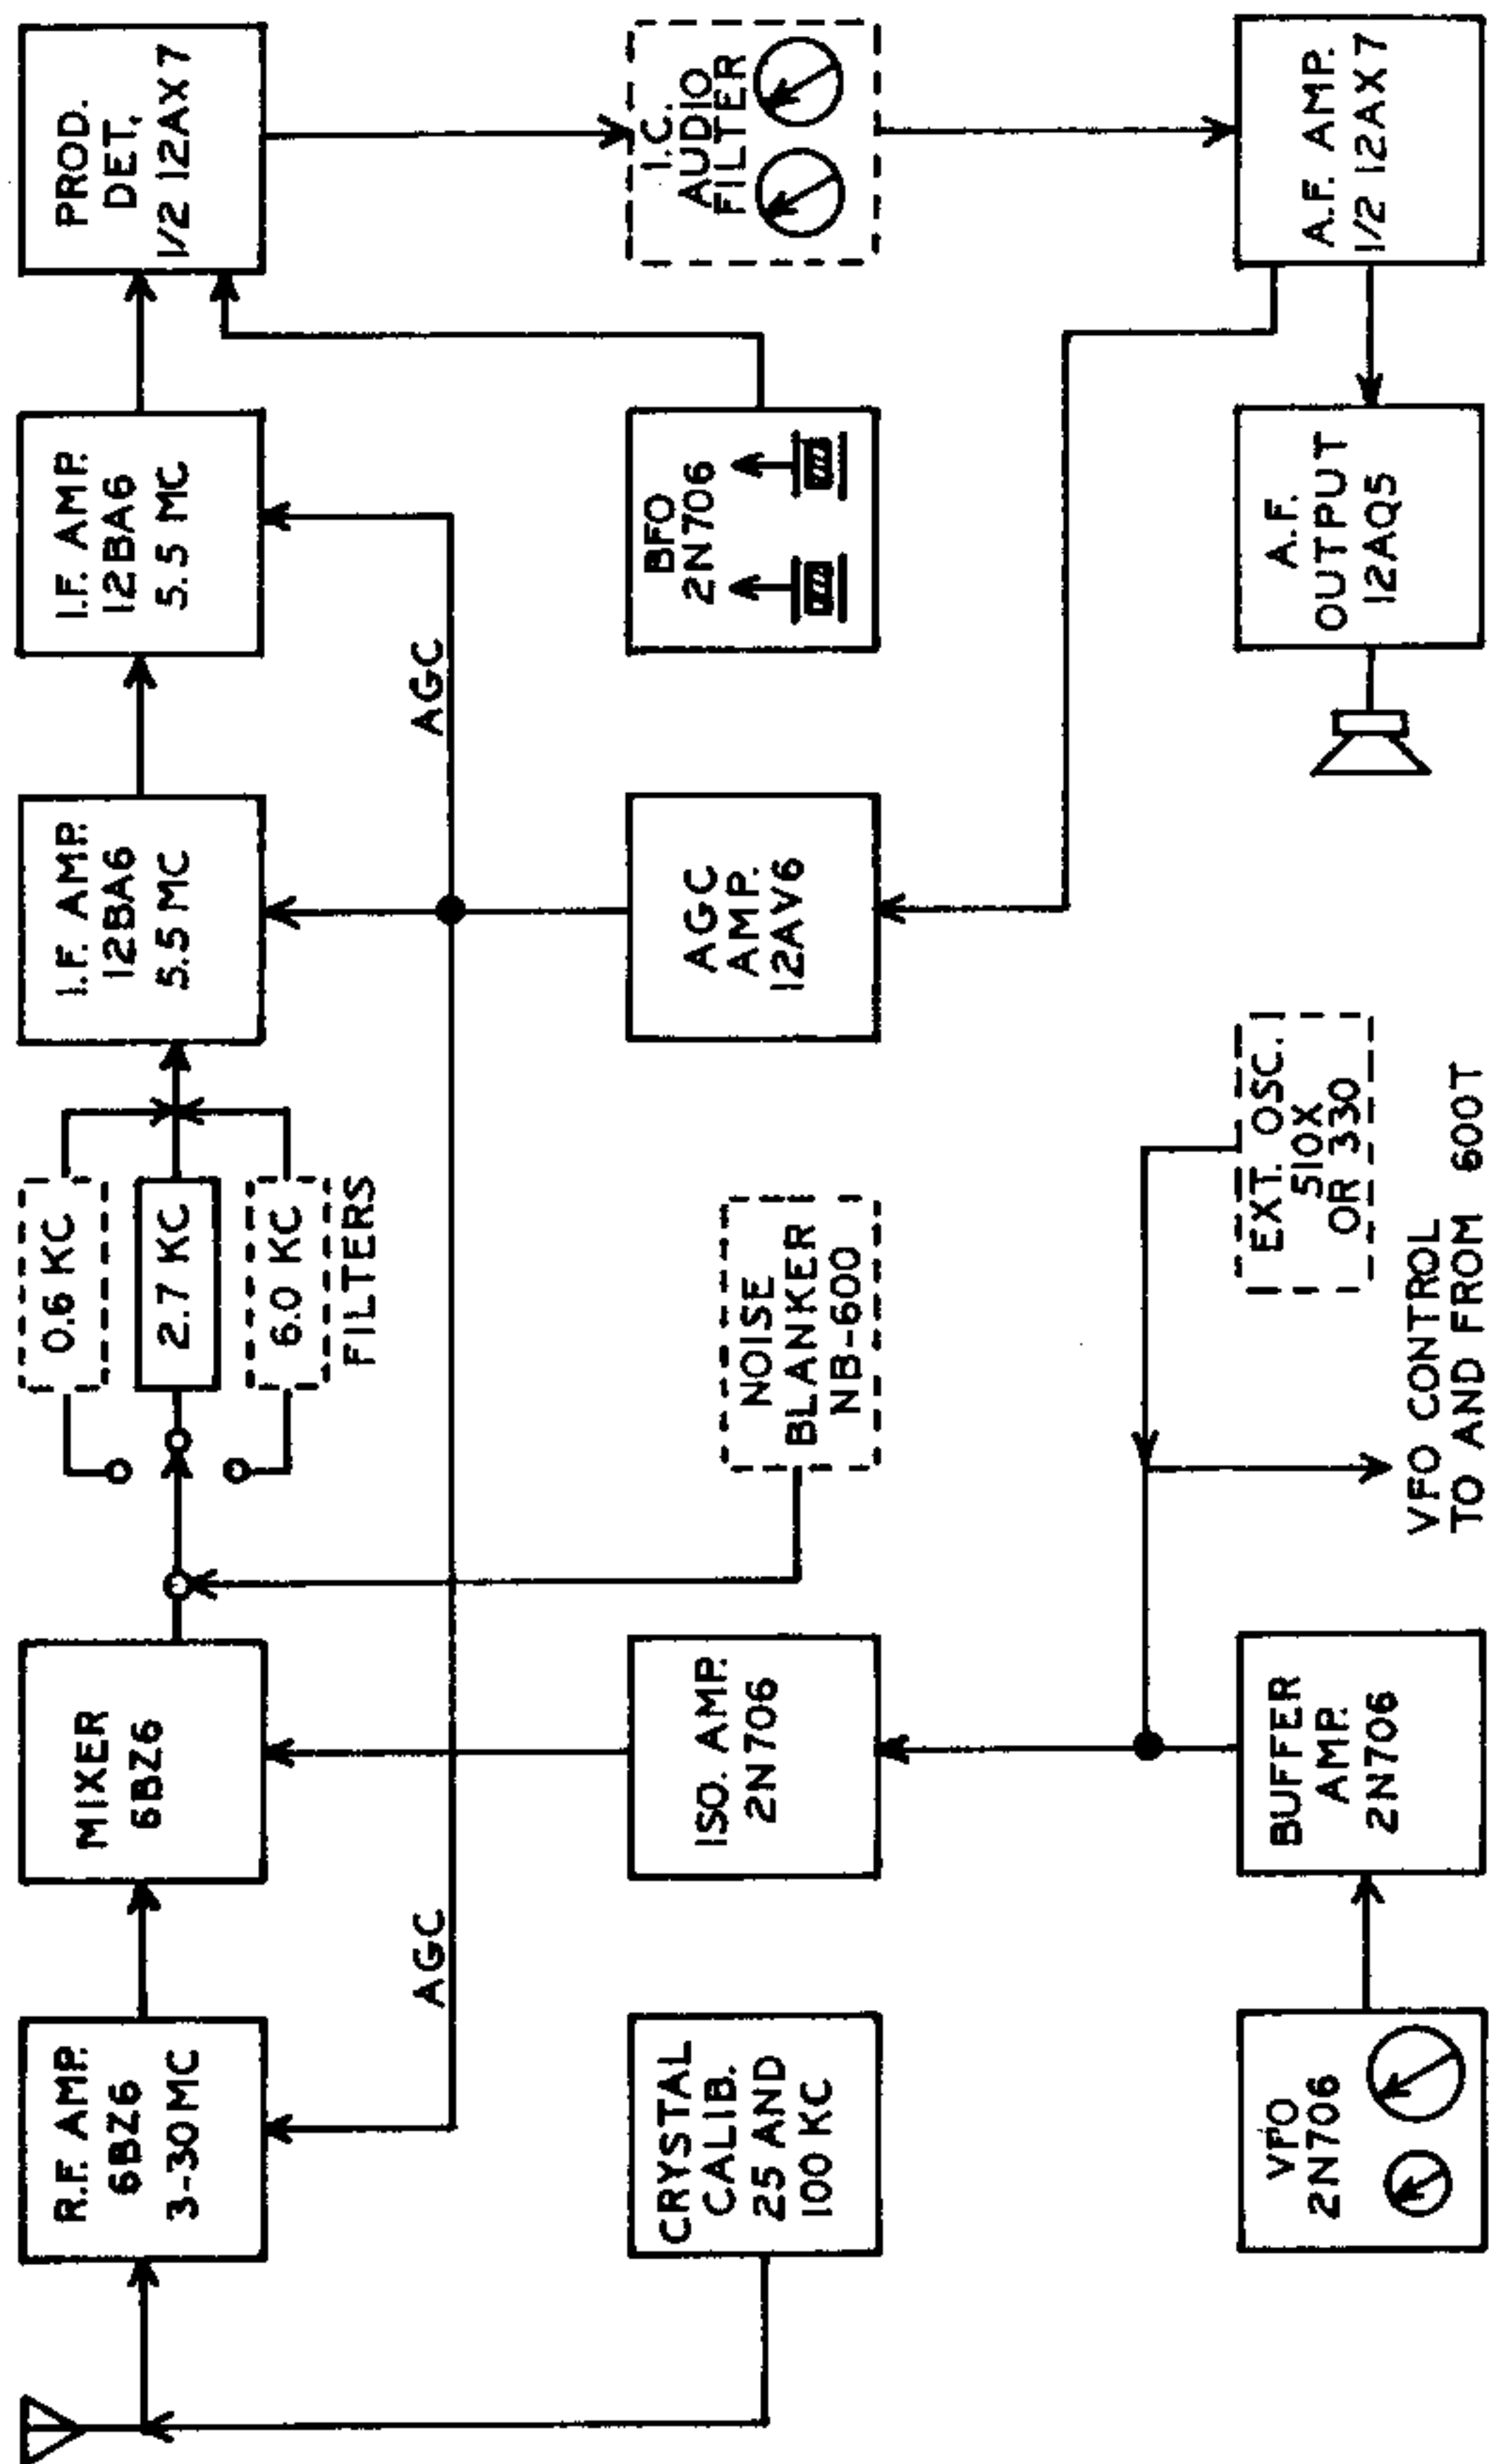 R.F. AMP.
6BZ6
3-30MC
MIXER
6BZ6
0.6 KC
2.7 KC
6.0 KC
FILTERS
I.F. AMP.
12BA6
5.5 MC
I.F. AMP.
12BA6
5.5 MC
PROD.
DET.
1/2 12AX7
AGC
AGC
CRYSTAL
CALIB.
25 AND
100 KC
ISO. AMP.
2N706
NOISE
BLANKER
NB-600
AGC
AMP.
12AV6
BFO
2N706
I.C.
AUDIO
FILTER
VFO
2N706
BUFFER
AMP.
2N706
EXT. OSC.
510X
OR 330
VFO CONTROL
TO AND FROM 600T
A.F.
OUTPUT
12AQ5
A.F. AMP.
1/2 12AX7